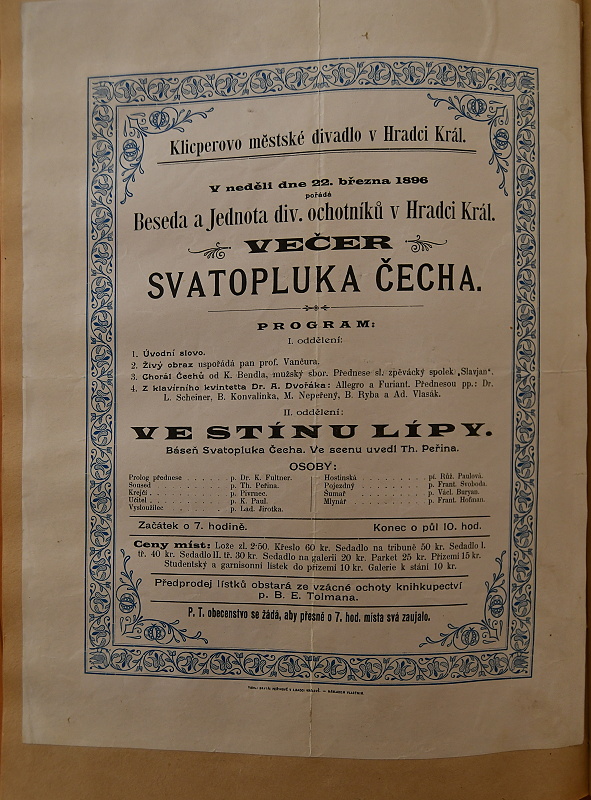 Klicperovo městské divadlo v Hradci Král.
V neděli dne 22. března 1896
pořádá
Beseda a Jednota div. ochotníků v Hradci Král.
VEČER
SVATOPLUKA ČECHA.
PROGRAM:
I. oddělení:
1. Úvodní slovo.
2. Živý obraz uspořádá pan prof. Vančura.
3. Chorál Čechů od K. Bendla, mužský sbor. Přednese sl. zpěvácký spolek „Slavjan“.
4. Z klavírního kvintetta Dr. A. Dvořáka: Allegro a Furiant. Přednesou pp.: Dr.
L. Scheiner, B. Konvalinka, M. Nepeřený, B. Ryba a Ad. Vlasák.
II. oddělení:
VE STÍNU LÍPY.
Báseň Svatopluka Čecha. Ve scenu uvedl Th. Peřina.
OSOBY:
Prolog přednese . . . . . . p. Dr. K. Fultner.
Soused . . . . . . p. Th. Peřina.
Krejčí . . . . . . p. Pivrnec.
Učitel . . . . . . p. K. Paul.
Vysloužilec . . . . . . p. Lad. Jirotka.
Hostinská . . . . . . pí. Růž. Paulová.
Pojezdný . . . . . . p. Frant. Svoboda.
Šumař . . . . . . p. Václ. Buryan.
Mlynář . . . . . . p. Frant. Hofman.
Začátek o 7. hodině. Konec o půl 10. hod.
Ceny míst: Lože zl. 2·50. Křeslo 60 kr. Sedadlo na tribuně 50 kr. Sedadlo I.
tř. 40 kr. Sedadlo II. tř. 30 kr. Sedadlo na galerii 20 kr. Parket 25 kr. Přízemí 15 kr.
Studentský a garnisonní lístek do přízemí 10 kr. Galerie k stání 10 kr.
Předprodej lístků obstará ze vzácné ochoty knihkupectví
p. B. E. Tolmana.
P. T. obecenstvo se žádá, aby přesně o 7. hod. místa svá zaujalo.